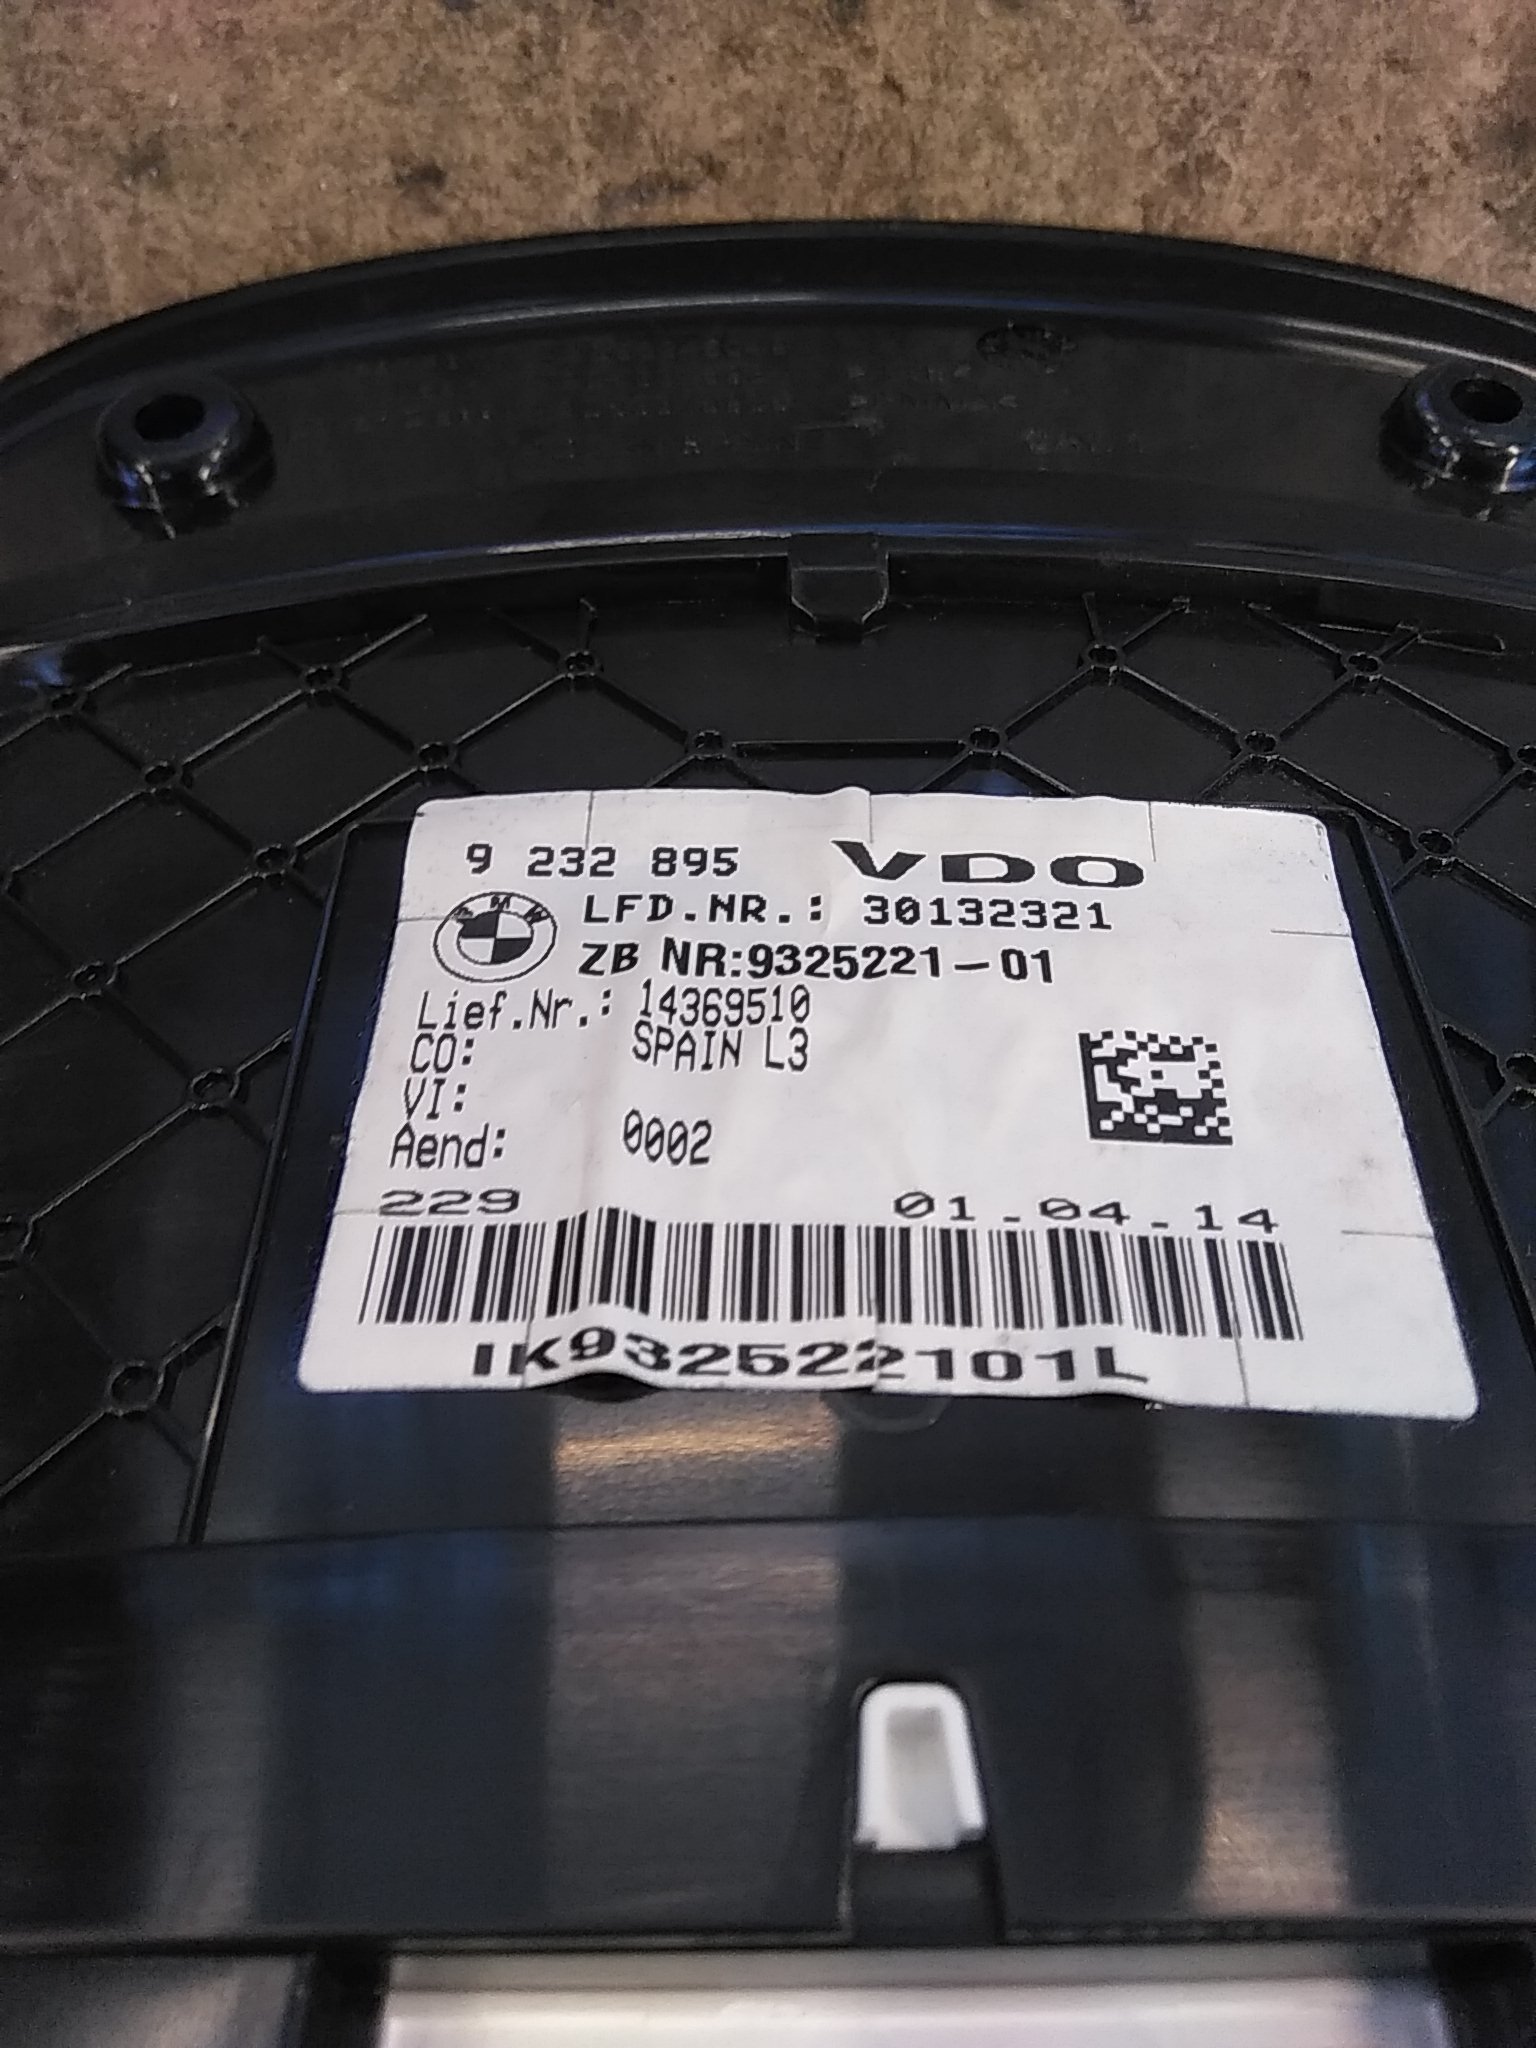 9 232 895 VDO
BMW
LFD.NR.: 30132321
ZB NR:9325221-01
Lief.Nr.: 14369510
CO: SPAIN L3
VI:
Aend: 0002
229 01.04.14
IK932522101L